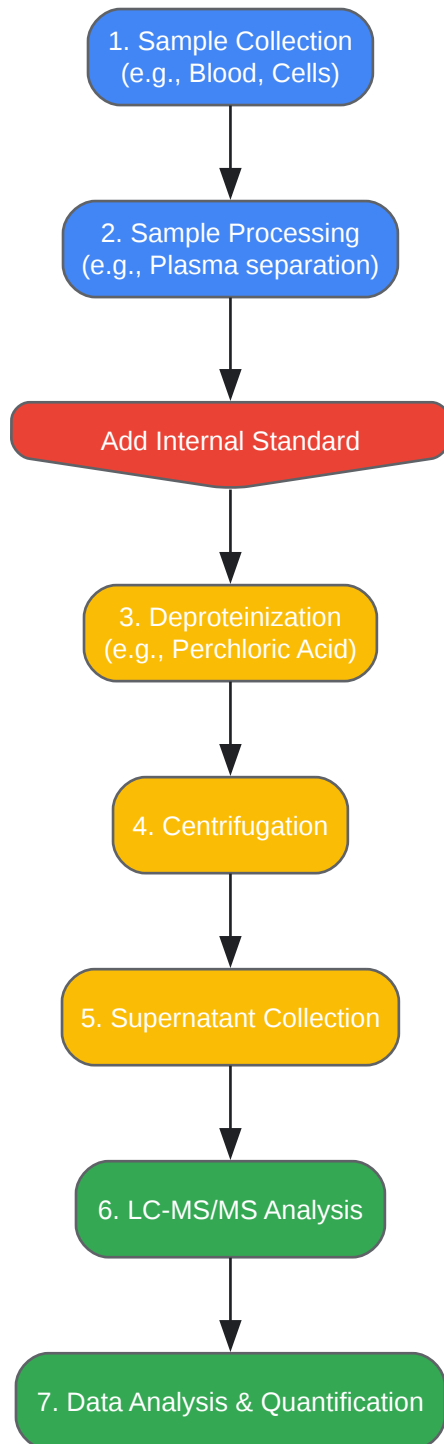 1. Sample Collection
(e.g., Blood, Cells)
2. Sample Processing
(e.g., Plasma separation)
Add Internal Standard
3. Deproteinization
(e.g., Perchloric Acid)
4. Centrifugation
5. Supernatant Collection
6. LC-MS/MS Analysis
7. Data Analysis & Quantification